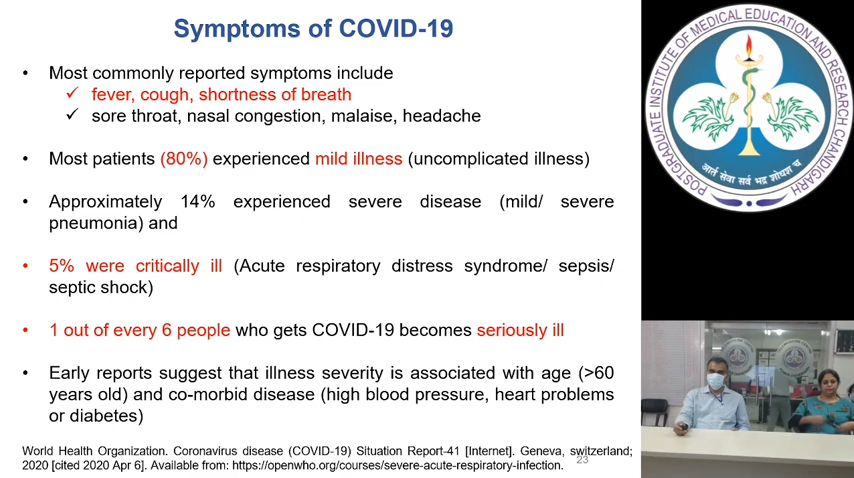 Symptoms of COVID-19
• Most commonly reported symptoms include
✓ fever, cough, shortness of breath
✓ sore throat, nasal congestion, malaise, headache
• Most patients (80%) experienced mild illness (uncomplicated illness)
• Approximately 14% experienced severe disease (mild/ severe
pneumonia) and
• 5% were critically ill (Acute respiratory distress syndrome/ sepsis/
septic shock)
• 1 out of every 6 people who gets COVID-19 becomes seriously ill
• Early reports suggest that illness severity is associated with age (>60
years old) and co-morbid disease (high blood pressure, heart problems
or diabetes)
World Health Organization. Coronavirus disease (COVID-19) Situation Report-41 [Internet]. Geneva, switzerland;
2020 [cited 2020 Apr 6]. Available from: https://openwho.org/courses/severe-acute-respiratory-infection.
23
POSTGRADUATE INSTITUTE OF MEDICAL EDUCATION AND RESEARCH CHANDIGARH
आर्त सेवा सर्व भद्र शोधश्च च